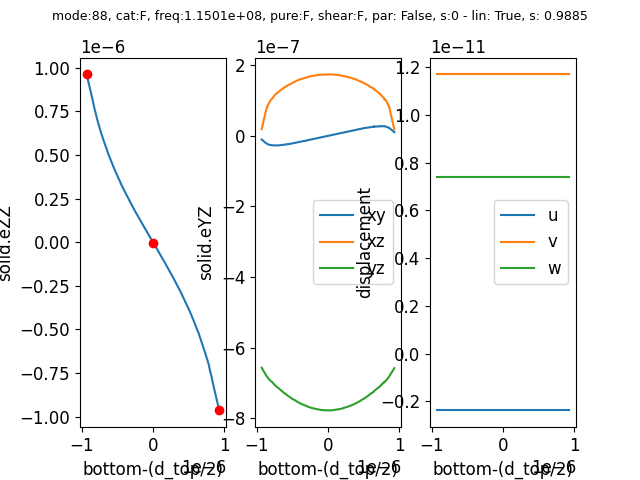 mode:88, cat:F, freq:1.1501e+08, pure:F, shear:F, par: False, s:0 - lin: True, s: 0.9885
1e−6
1.00
0.75
0.50
0.25
0.00
−0.25
−0.50
−0.75
−1.00
solid.eZZ
−1
0
1
1e−6
bottom-(d_top/2)
1e−7
2
0
−2
−4
−6
−8
solid.eYZ
xy
xz
yz
−1
0
1
1e−6
bottom-(d_top/2)
1e−11
1.2
1.0
0.8
0.6
0.4
0.2
0.0
−0.2
displacement
u
v
w
−1
0
1
1e−6
bottom-(d_top/2)